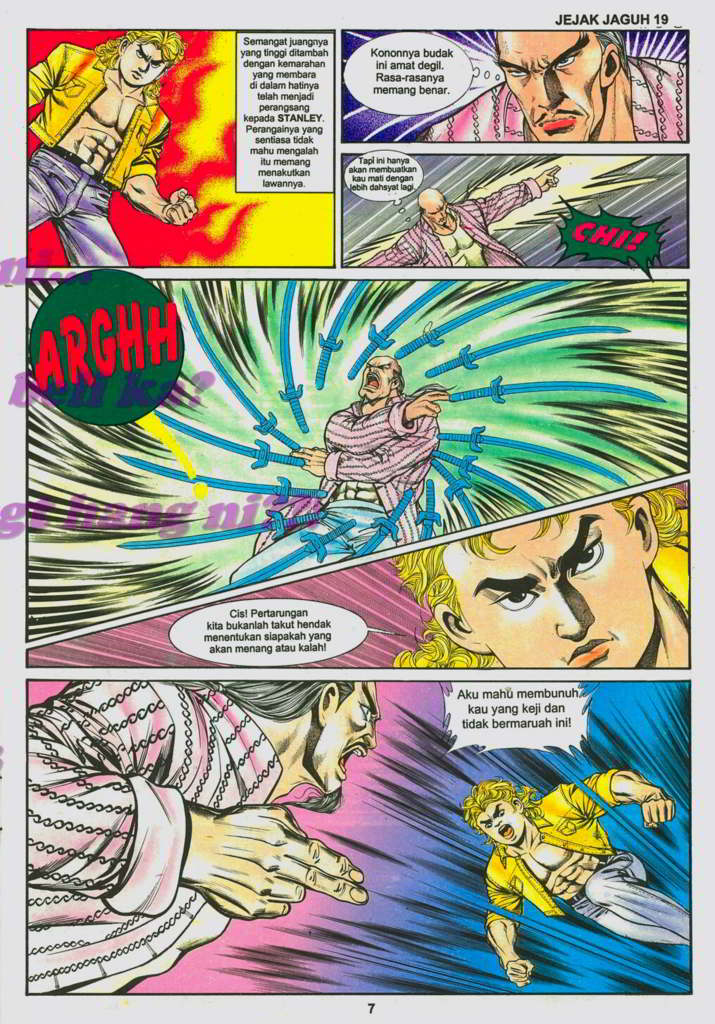 JEJAK JAGUH 19
Semangat juangnya
yang tinggi ditambah
dengan kemarahan
yang membara
di dalam hatinya
telah menjadi
perangsang
kepada STANLEY.
Perangainya yang
sentiasa tidak
mahu mengalah
itu memang
menakutkan
lawannya.
Kononnya budak
ini amat degil.
Rasa-rasanya
memang benar.
Tapi ini hanya
akan membuatkan
kau mati dengan
lebih dahsyat lagi.
CHI!
ARGHH
beli ka?
hang ni
Cis! Pertarungan
kita bukanlah takut hendak
menentukan siapakah yang
akan menang atau kalah!
Aku mahu membunuh
kau yang keji dan
tidak bermaruah ini!
7